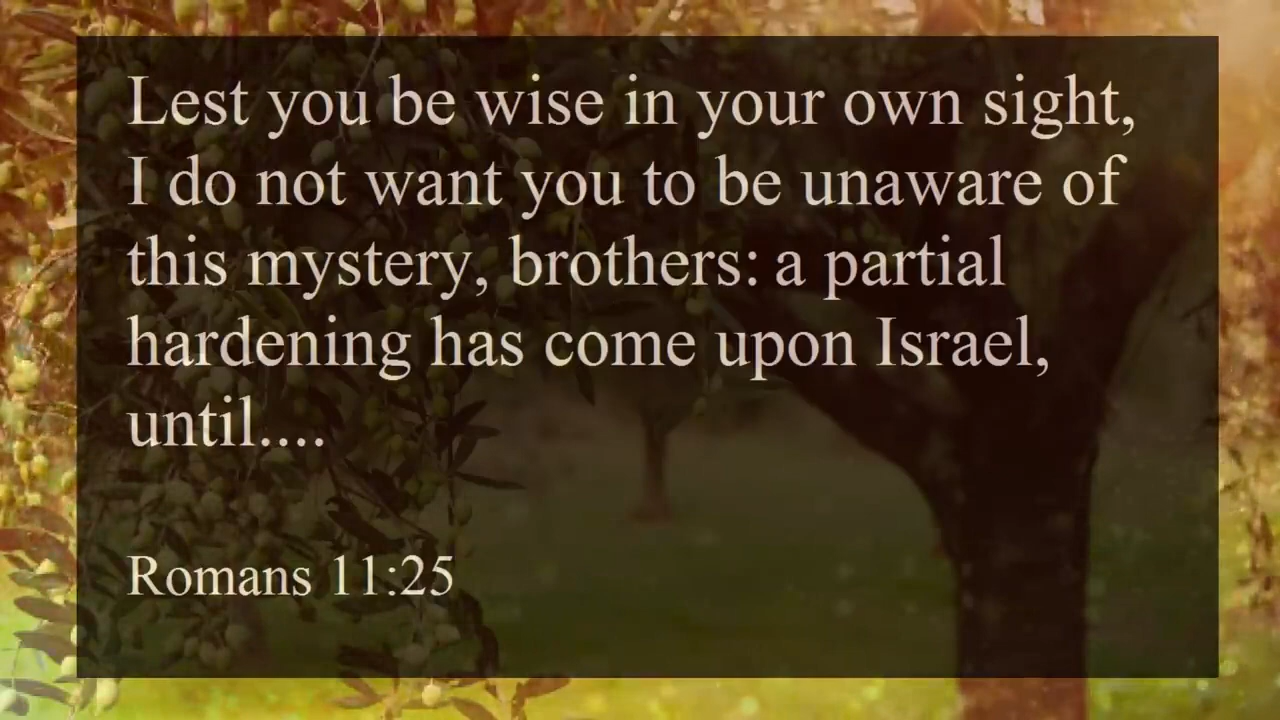 Lest you be wise in your own sight,
I do not want you to be unaware of
this mystery, brothers: a partial
hardening has come upon Israel,
until....
Romans 11:25